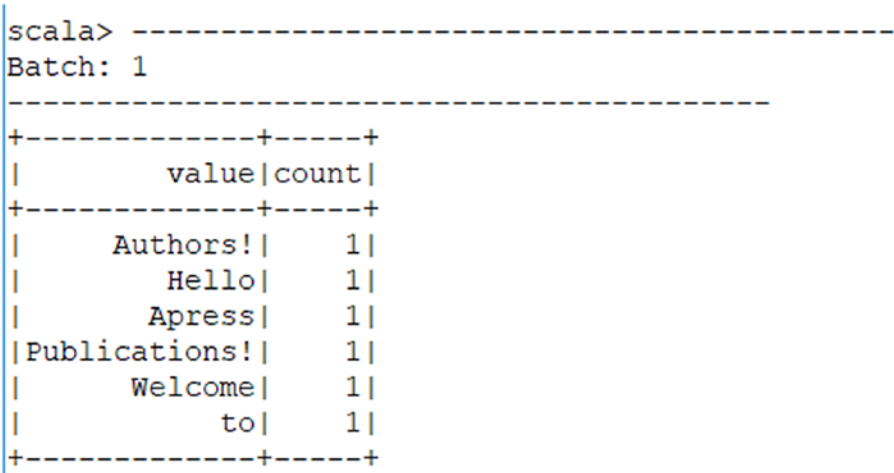 scala> -------------------------------------------
Batch: 1
-------------------------------------------
+-------------+-----+
|        value|count|
+-------------+-----+
|     Authors!|    1|
|        Hello|    1|
|       Apress|    1|
|Publications!|    1|
|      Welcome|    1|
|           to|    1|
+-------------+-----+